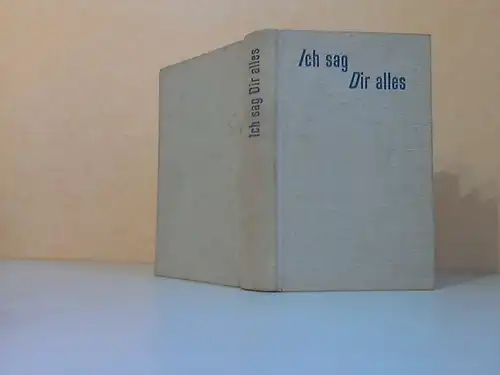 Ich sag Dir alles
Ich sag
Dir alles